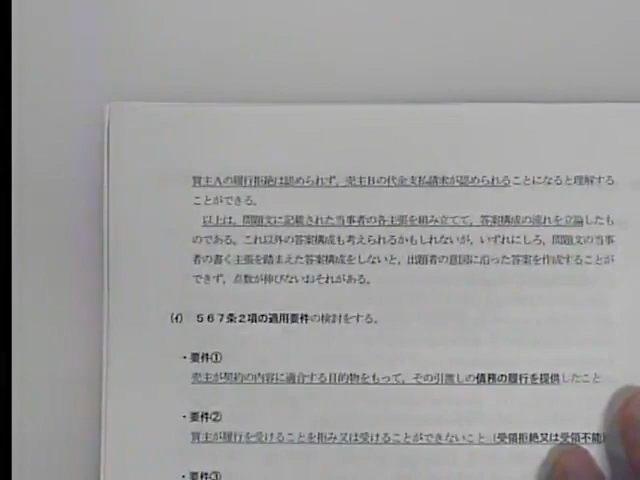 買主Aの履行拒絶は認められず、売主Bの代金支払請求が認められることになると理解する
ことができる。
以上は、問題文に記載された当事者の各主張を組み立てて、答案構成の流れを立論したも
のである。これ以外の答案構成も考えられるかもしれないが、いずれにしろ、問題文の当事
者の書く主張を踏まえた答案構成をしないと、出題者の意図に沿った答案を作成することが
できず、点数が伸びないおそれがある。
(f) 567条2項の適用要件の検討をする。
・要件①
売主が契約の内容に適合する目的物をもって、その引渡しの債務の履行を提供したこと
・要件②
買主が履行を受けることを拒み又は受けることができないこと（受領拒絶又は受領不能
・要件③